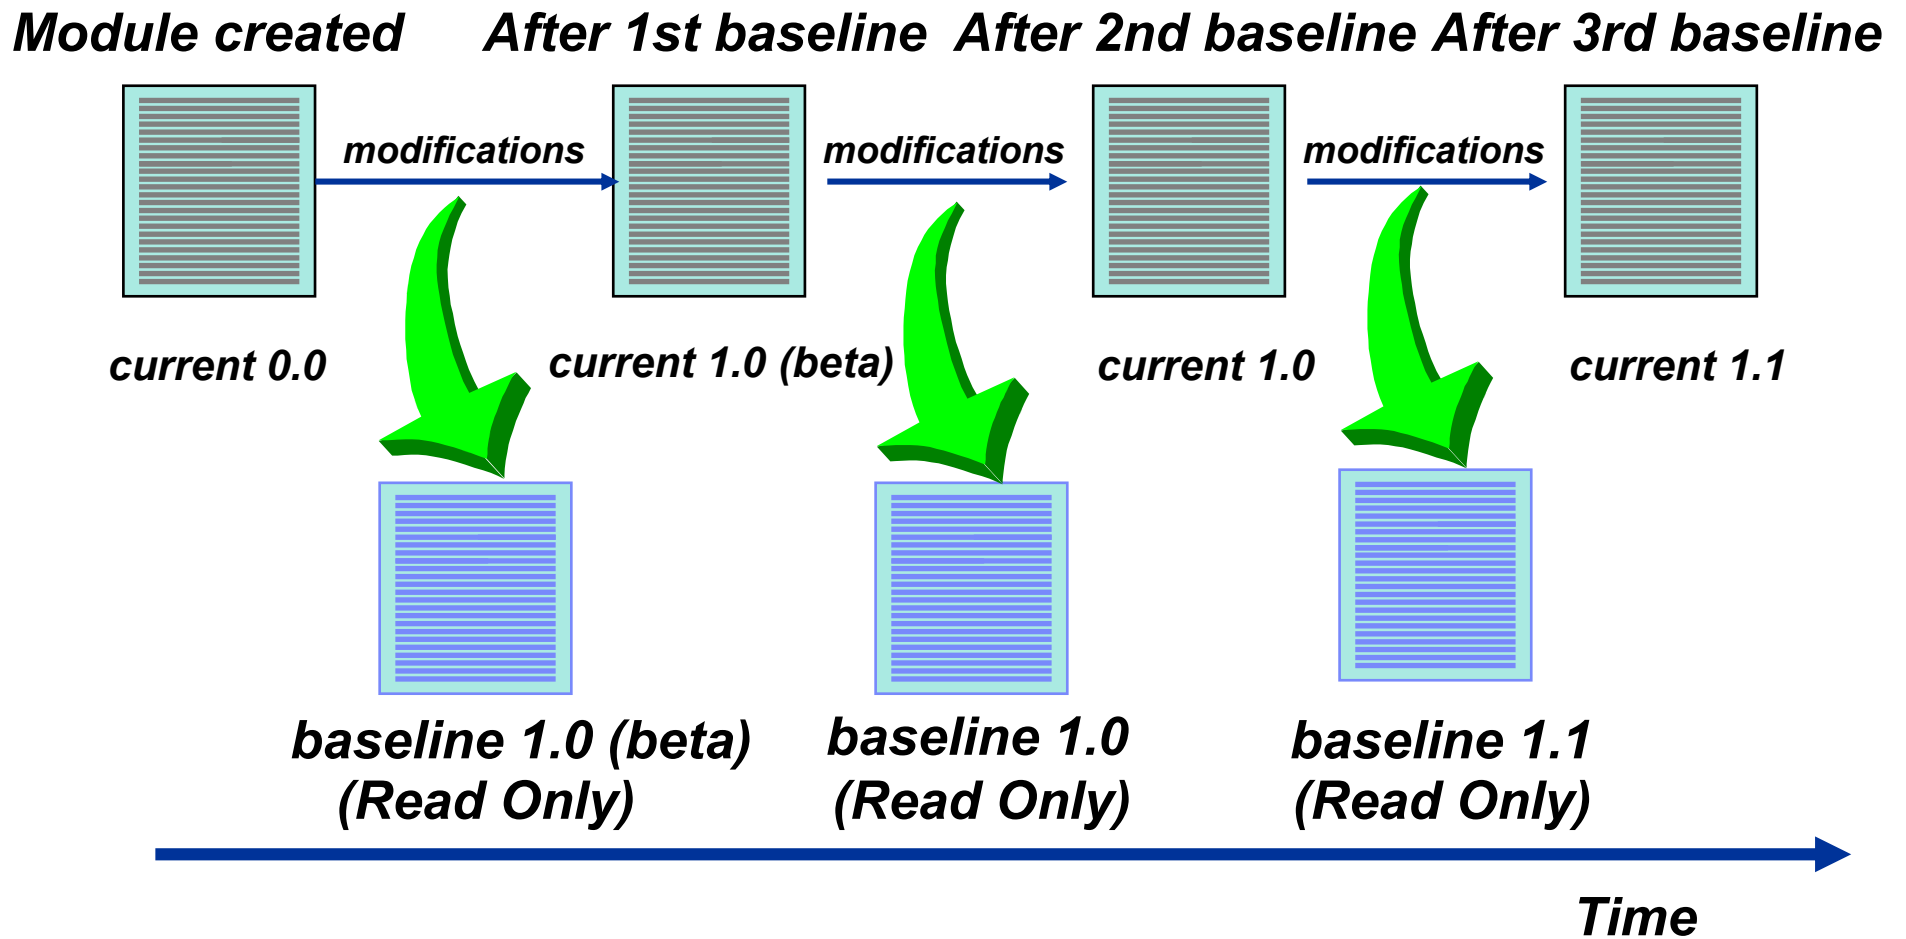 Module created
After 1st baseline
After 2nd baseline
After 3rd baseline
modifications
modifications
modifications
current 0.0
current 1.0 (beta)
current 1.0
current 1.1
baseline 1.0 (beta)
(Read Only)
baseline 1.0
(Read Only)
baseline 1.1
(Read Only)
Time